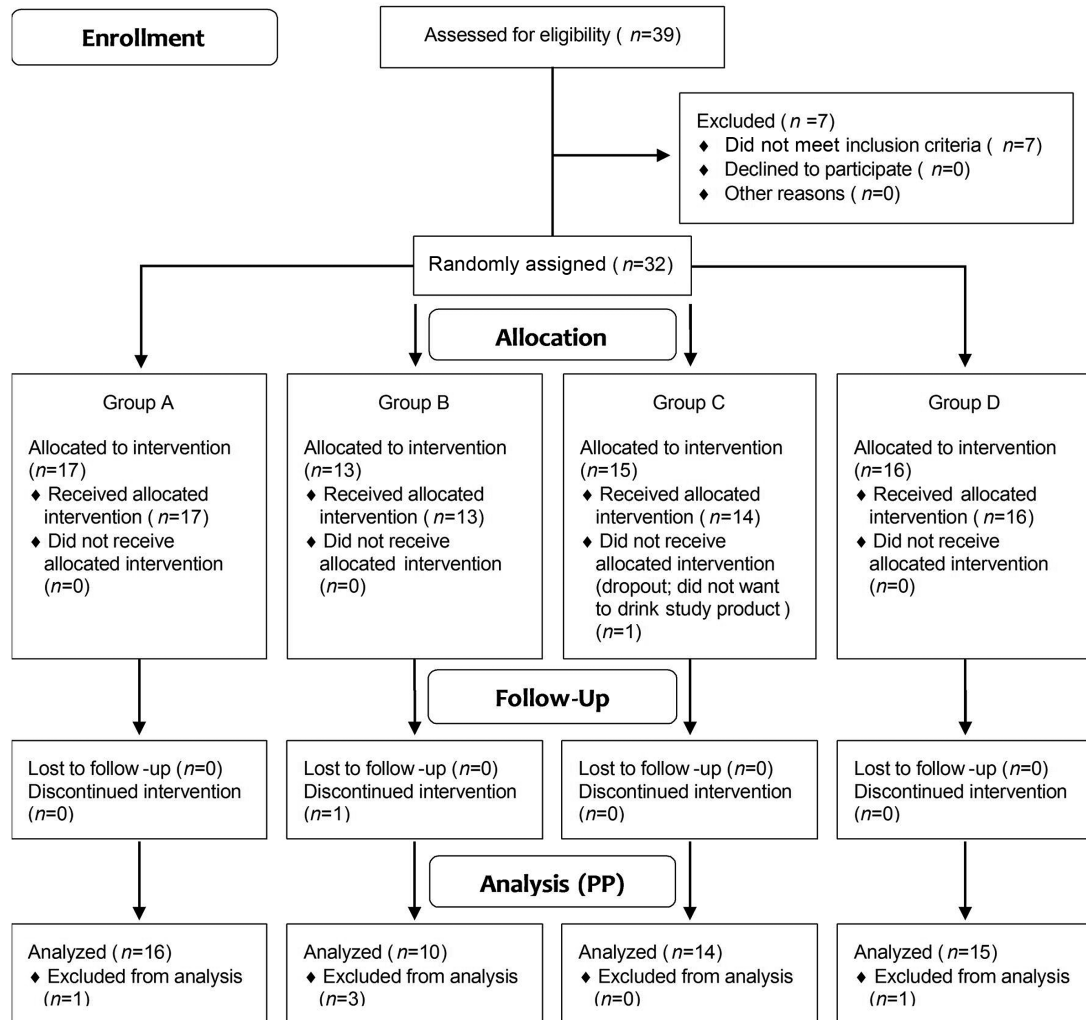 Enrollment
Assessed for eligibility ( n=39)
Excluded ( n =7)
♦ Did not meet inclusion criteria ( n=7)
♦ Declined to participate ( n=0)
♦ Other reasons ( n=0)
Randomly assigned ( n=32)
Allocation
Group A
Allocated to intervention
(n=17)
♦ Received allocated
intervention ( n=17)
♦ Did not receive
allocated intervention
(n=0)
Group B
Allocated to intervention
(n=13)
♦ Received allocated
intervention ( n=13)
♦ Did not receive
allocated intervention
(n=0)
Group C
Allocated to intervention
(n=15)
♦ Received allocated
intervention ( n=14)
♦ Did not receive
allocated intervention
(dropout; did not want
to drink study product )
(n=1)
Group D
Allocated to intervention
(n=16)
♦ Received allocated
intervention ( n=16)
♦ Did not receive
allocated intervention
(n=0)
Follow-Up
Lost to follow -up (n=0)
Discontinued intervention
(n=0)
Lost to follow -up (n=0)
Discontinued intervention
(n=1)
Lost to follow -up (n=0)
Discontinued intervention
(n=0)
Lost to follow -up (n=0)
Discontinued intervention
(n=0)
Analysis (PP)
Analyzed (n=16)
♦ Excluded from analysis
(n=1)
Analyzed (n=10)
♦ Excluded from analysis
(n=3)
Analyzed (n=14)
♦ Excluded from analysis
(n=0)
Analyzed (n=15)
♦ Excluded from analysis
(n=1)